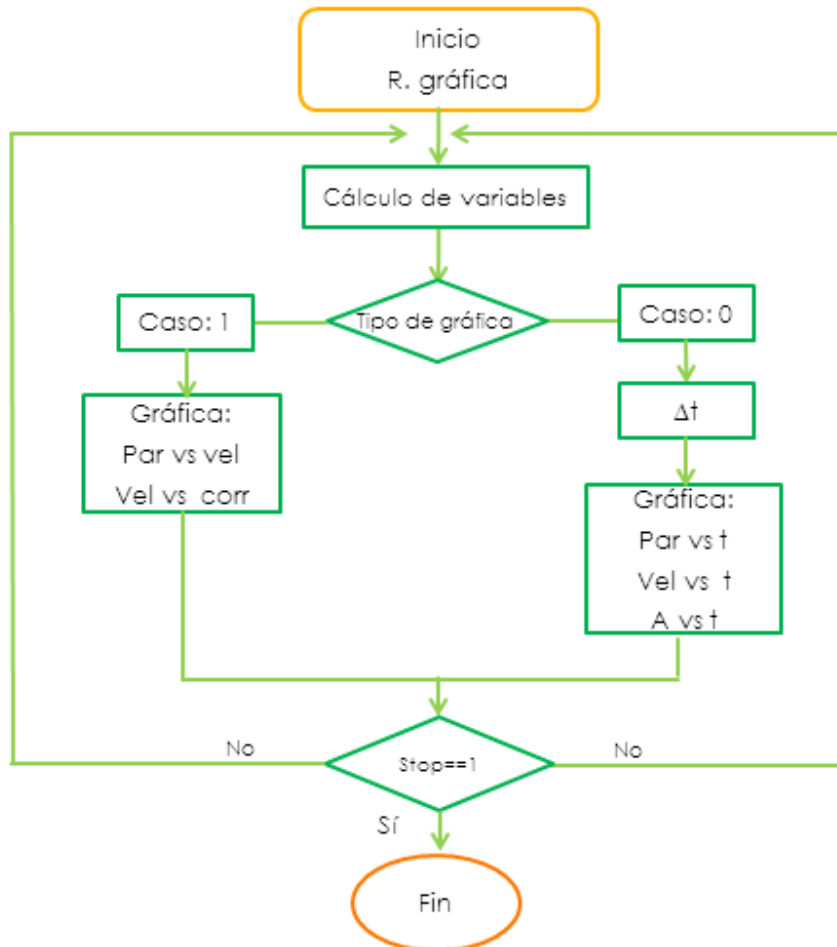 Inicio
R. gráfica
Cálculo de variables
Tipo de gráfica
Caso: 1
Caso: 0
Δt
Gráfica:
Par vs vel
Vel vs corr
Gráfica:
Par vs t
Vel vs t
A vs t
No
Stop==1
No
Sí
Fin